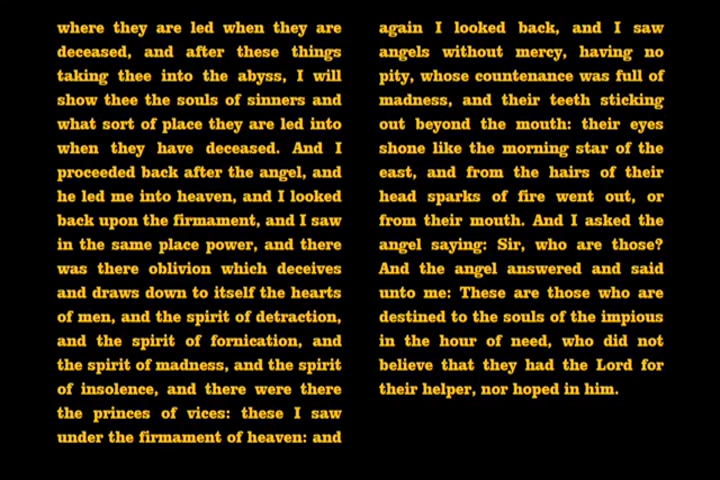 where they are led when they are
deceased, and after these things
taking thee into the abyss, I will
show thee the souls of sinners and
what sort of place they are led into
when they have deceased. And I
proceeded back after the angel, and
he led me into heaven, and I looked
back upon the firmament, and I saw
in the same place power, and there
was there oblivion which deceives
and draws down to itself the hearts
of men, and the spirit of detraction,
and the spirit of fornication, and
the spirit of madness, and the spirit
of insolence, and there were there
the princes of vices: these I saw
under the firmament of heaven: and
again I looked back, and I saw
angels without mercy, having no
pity, whose countenance was full of
madness, and their teeth sticking
out beyond the mouth: their eyes
shone like the morning star of the
east, and from the hairs of their
head sparks of fire went out, or
from their mouth. And I asked the
angel saying: Sir, who are those?
And the angel answered and said
unto me: These are those who are
destined to the souls of the impious
in the hour of need, who did not
believe that they had the Lord for
their helper, nor hoped in him.